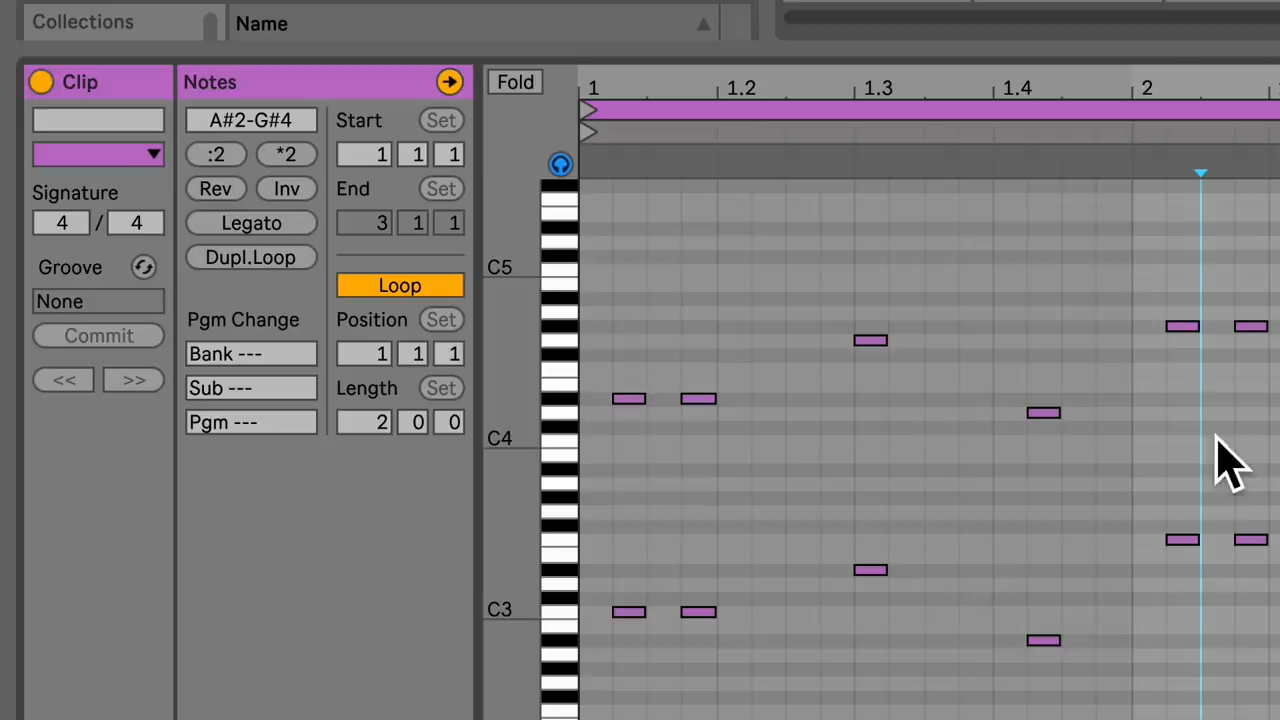 Collections
Name
Clip
Notes
Fold
1 1.2 1.3 1.4 2
A#2-G#4
Start Set
:2 *2
1 1 1
Signature
Rev Inv
End Set
4 / 4
Legato
3 1 1
Groove
Dupl.Loop
C5
None
Loop
Commit
Pgm Change
Position Set
<< >>
Bank ---
1 1 1
Sub ---
Length Set
Pgm ---
2 0 0
C4
C3